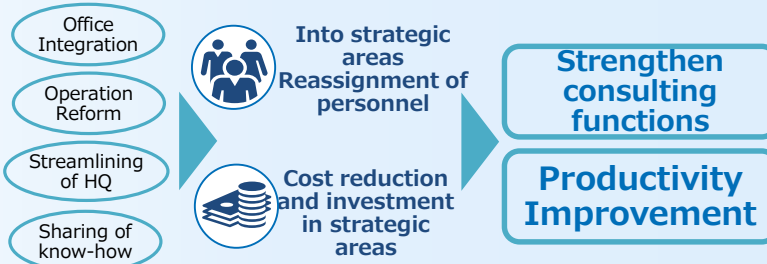 Office
Integration
Operation
Reform
Streamlining
of HQ
Sharing of
know-how
Into strategic
areas
Reassignment of
personnel
Cost reduction
and investment
in strategic
areas
Strengthen
consulting
functions
Productivity
Improvement